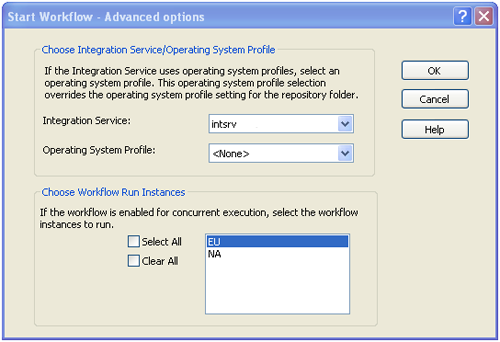 Start Workflow - Advanced options
Choose Integration Service/Operating System Profile
If the Integration Service uses operating system profiles, select an
operating system profile. This operating system profile selection
overrides the operating system profile setting for the repository folder.
Integration Service:
intsrv
Operating System Profile:
<None>
OK
Cancel
Help
Choose Workflow Run Instances
If the workflow is enabled for concurrent execution, select the workflow
instances to run.
Select All
Clear All
EU
NA